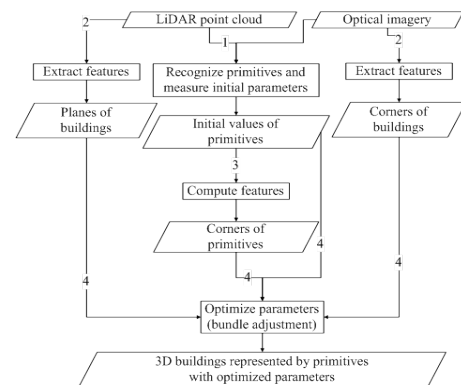 LiDAR point cloud
Optical imagery
2
1
2
Extract features
Recognize primitives and
measure initial parameters
Extract features
Planes of
buildings
Initial values of
primitives
Corners of
buildings
3
Compute features
Corners of
primitives
4
4
4
4
Optimize parameters
(bundle adjustment)
3D buildings represented by primitives
with optimized parameters